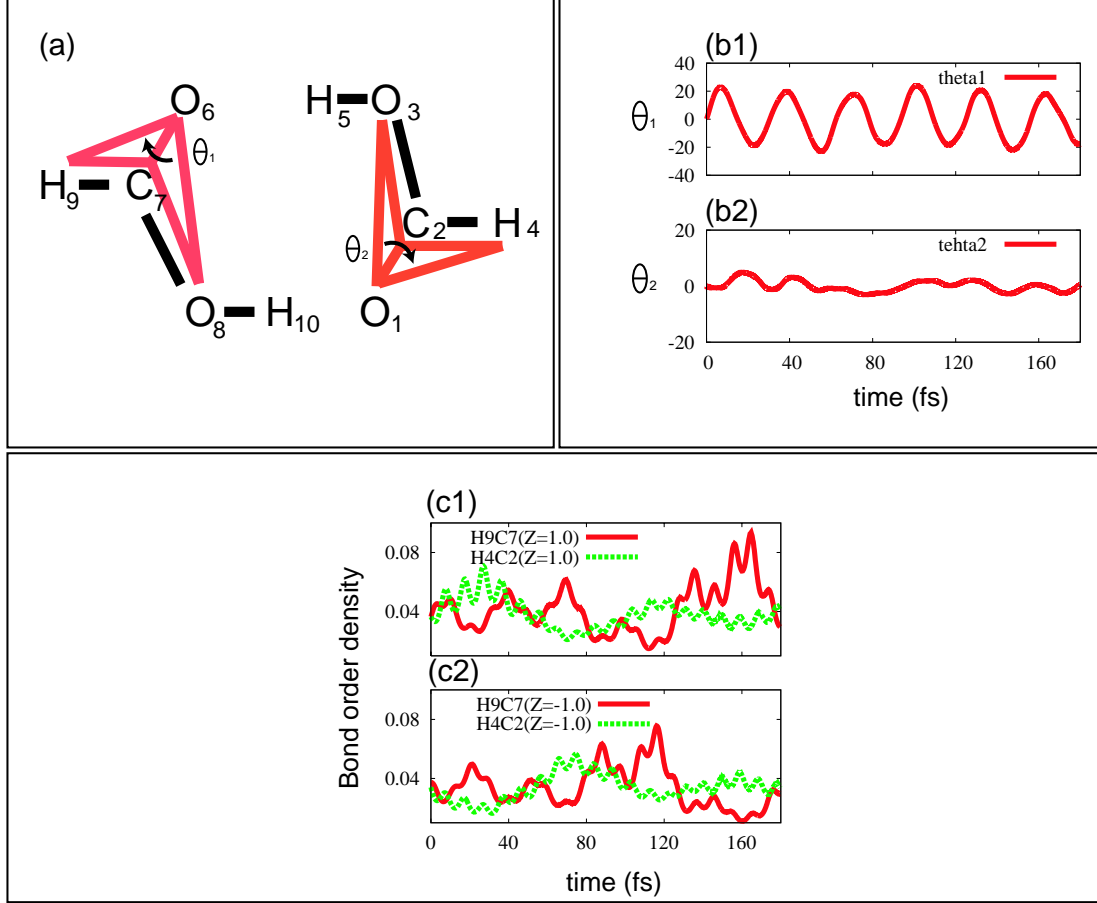 (a)
O6
H5 O3
θ1
H9 C7
C2 H4
θ2
O8 H10
O1
(b1)
40
20
0
-20
-40
θ1
theta1
(b2)
20
0
-20
θ2
tehta2
0 40 80 120 160
time (fs)
(c1)
0.08
0.04
H9C7(Z=1.0)
H4C2(Z=1.0)
Bond order density
(c2)
0.08
0.04
H9C7(Z=-1.0)
H4C2(Z=-1.0)
0 40 80 120 160
time (fs)